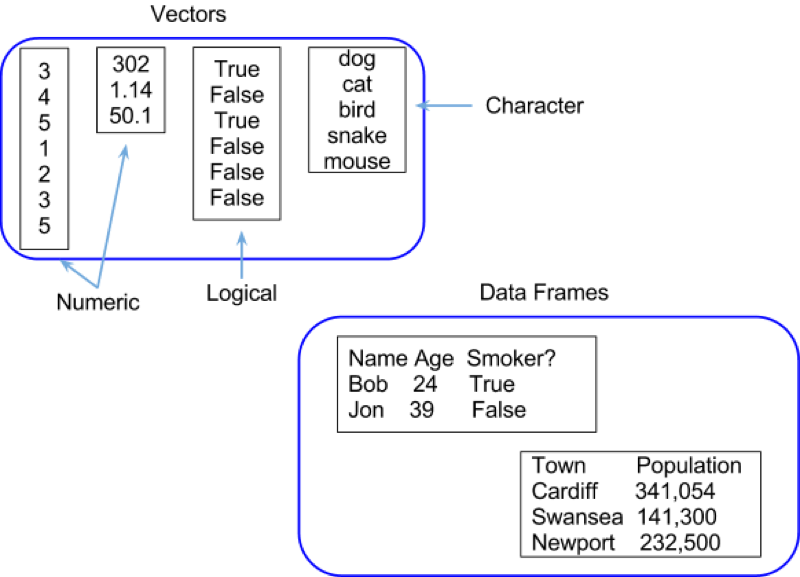 Vectors
3
4
5
1
2
3
5
302
1.14
50.1
True
False
True
False
False
False
dog
cat
bird
snake
mouse
Character
Numeric
Logical
Data Frames
Name Age Smoker?
Bob 24 True
Jon 39 False
Town Population
Cardiff 341,054
Swansea 141,300
Newport 232,500